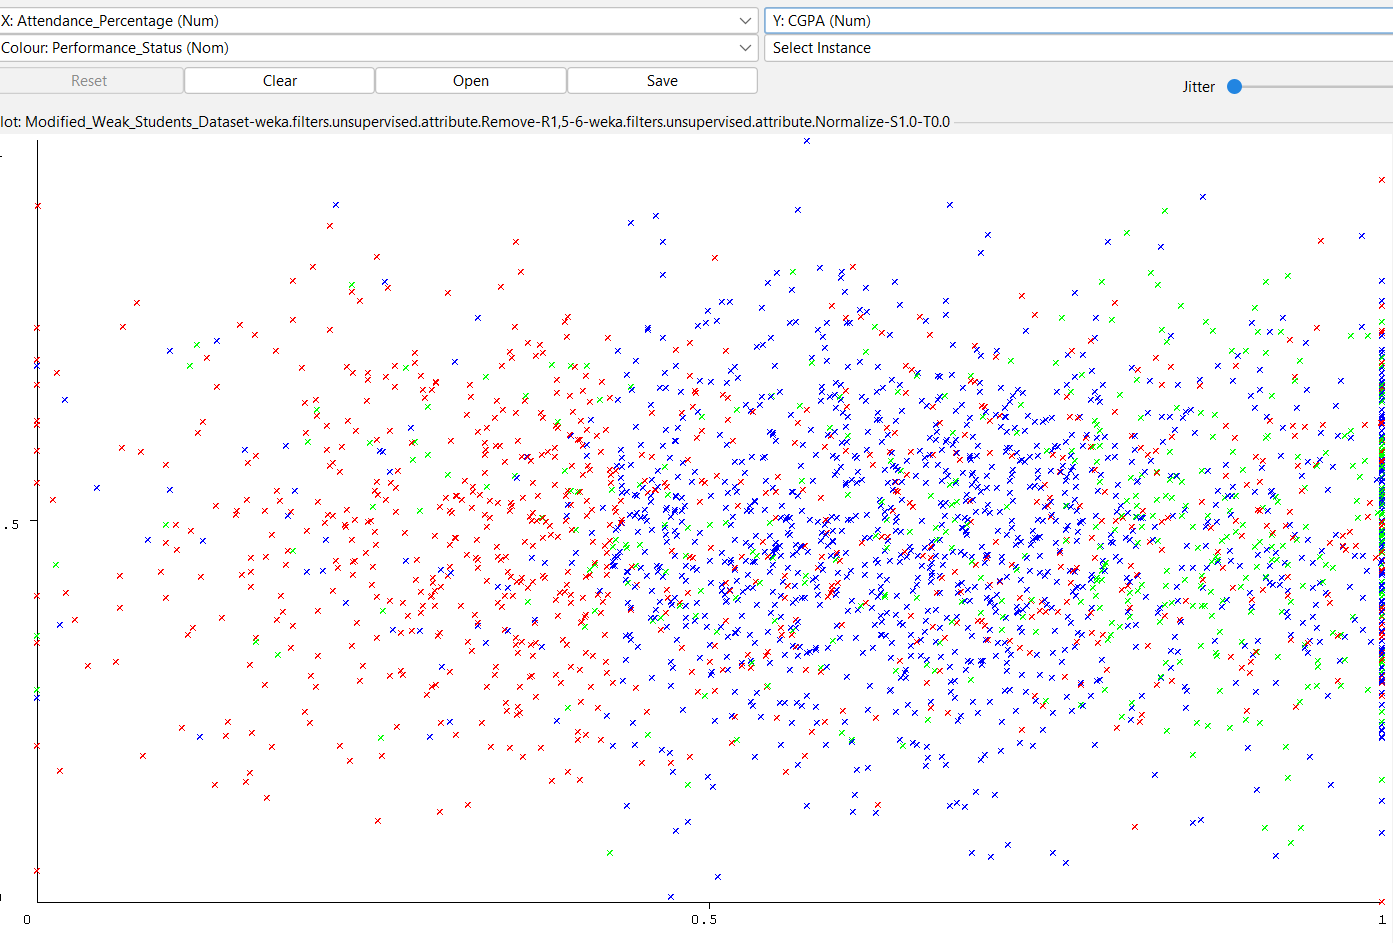 X: Attendance_Percentage (Num)
Y: CGPA (Num)
Colour: Performance_Status (Nom)
Select Instance
Reset
Clear
Open
Save
Jitter
lot: Modified_Weak_Students_Dataset-weka.filters.unsupervised.attribute.Remove-R1,5-6-weka.filters.unsupervised.attribute.Normalize-S1.0-T0.0
.5
0
0.5
1